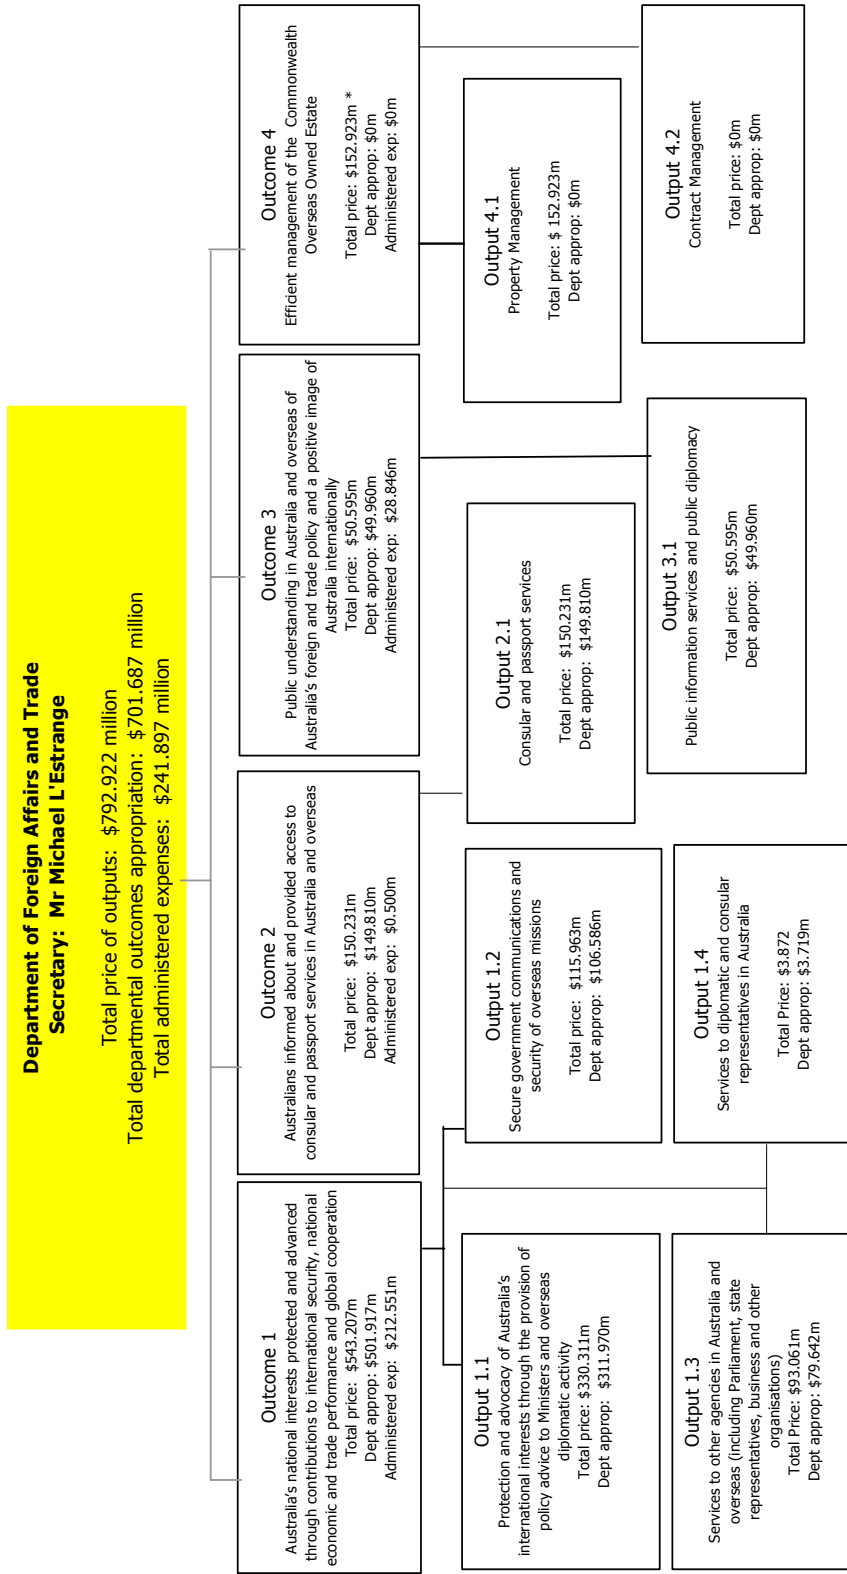 Department of Foreign Affairs and Trade
Secretary: Mr Michael L'Estrange
Total price of outputs: $792.922 million
Total departmental outcomes appropriation: $701.687 million
Total administered expenses: $241.897 million
Outcome 1
Australia's national interests protected and advanced
through contributions to international security, national
economic and trade performance and global cooperation
Total price: $543.207m
Dept approp: $501.917m
Administered exp: $212.551m
Outcome 2
Australians informed about and provided access to
consular and passport services in Australia and overseas
Total price: $150.231m
Dept approp: $149.810m
Administered exp: $0.500m
Outcome 3
Public understanding in Australia and overseas of
Australia's foreign and trade policy and a positive image of
Australia internationally
Total price: $50.595m
Dept approp: $49.960m
Administered exp: $28.846m
Outcome 4
Efficient management of the Commonwealth
Overseas Owned Estate
Total price: $152.923m *
Dept approp: $0m
Administered exp: $0m
Output 1.1
Protection and advocacy of Australia's
international interests through the provision of
policy advice to Ministers and overseas
diplomatic activity
Total price: $330.311m
Dept approp: $311.970m
Output 1.2
Secure government communications and
security of overseas missions
Total price: $115.963m
Dept approp: $106.586m
Output 2.1
Consular and passport services
Total price: $150.231m
Dept approp: $149.810m
Output 4.1
Property Management
Total price: $ 152.923m
Dept approp: $0m
Output 1.3
Services to other agencies in Australia and
overseas (including Parliament, state
representatives, business and other
organisations)
Total Price: $93.061m
Dept approp: $79.642m
Output 1.4
Services to diplomatic and consular
representatives in Australia
Total Price: $3.872
Dept approp: $3.719m
Output 3.1
Public information services and public diplomacy
Total price: $50.595m
Dept approp: $49.960m
Output 4.2
Contract Management
Total price: $0m
Dept approp: $0m